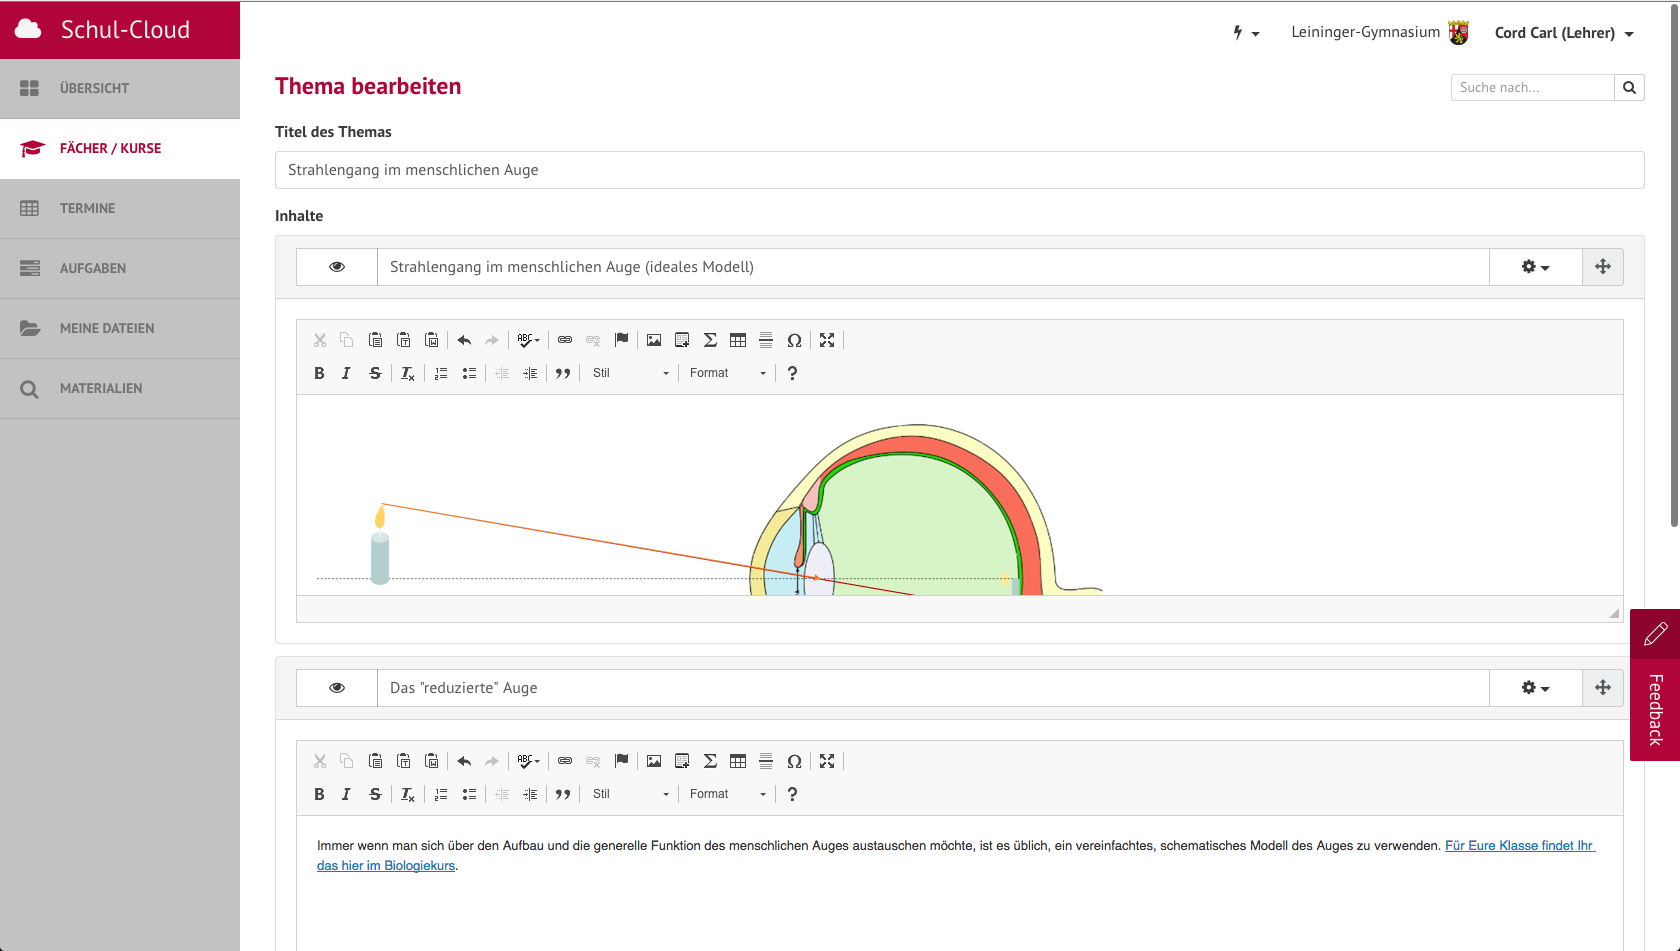 Schul-Cloud
Leininger-Gymnasium
Cord Carl (Lehrer)
ÜBERSICHT
FÄCHER / KURSE
TERMINE
AUFGABEN
MEINE DATEIEN
MATERIALIEN
Thema bearbeiten
Suche nach...
Titel des Themas
Strahlengang im menschlichen Auge
Inhalte
Strahlengang im menschlichen Auge (ideales Modell)
ABC
B I S Tx Stil Format ?
Das "reduzierte" Auge
ABC
B I S Tx Stil Format ?
Immer wenn man sich über den Aufbau und die generelle Funktion des menschlichen Auges austauschen möchte, ist es üblich, ein vereinfachtes, schematisches Modell des Auges zu verwenden. Für Eure Klasse findet Ihr
das hier im Biologiekurs.
Feedback